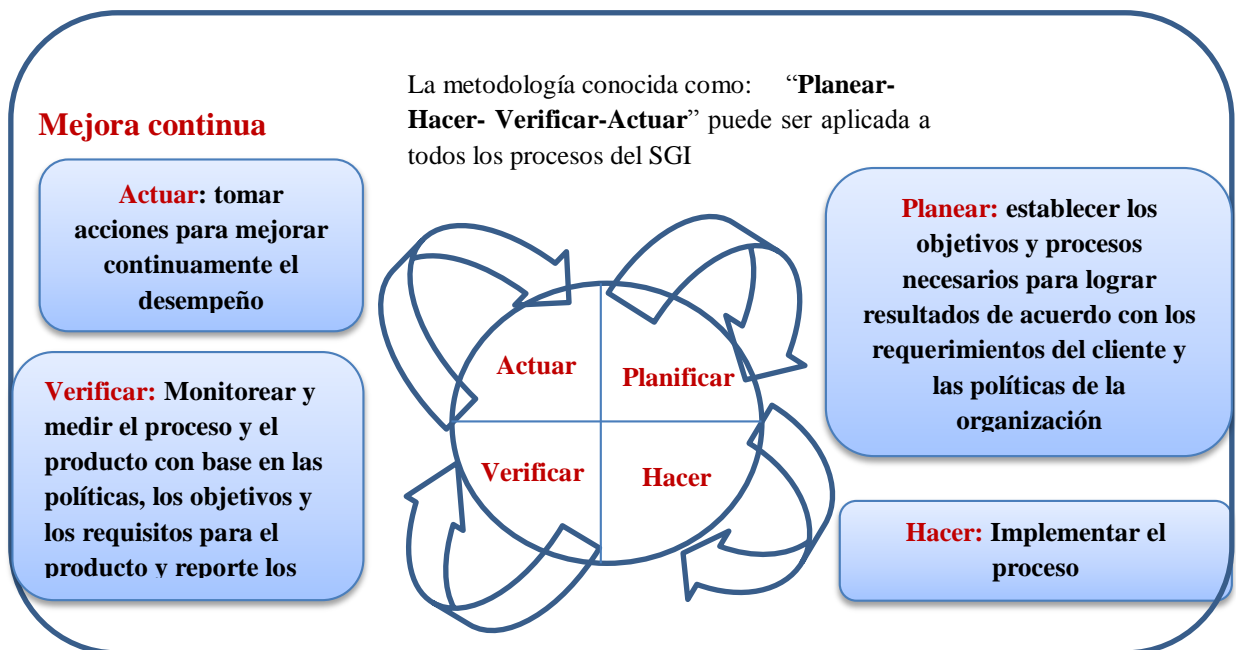 La metodología conocida como: “Planear-
Hacer- Verificar-Actuar” puede ser aplicada a
todos los procesos del SGI
Mejora continua
Actuar: tomar
acciones para mejorar
continuamente el
desempeño
Verificar: Monitorear y
medir el proceso y el
producto con base en las
políticas, los objetivos y
los requisitos para el
producto y reporte los
Actuar
Planificar
Verificar
Hacer
Planear: establecer los
objetivos y procesos
necesarios para lograr
resultados de acuerdo con los
requerimientos del cliente y
las políticas de la
organización
Hacer: Implementar el
proceso